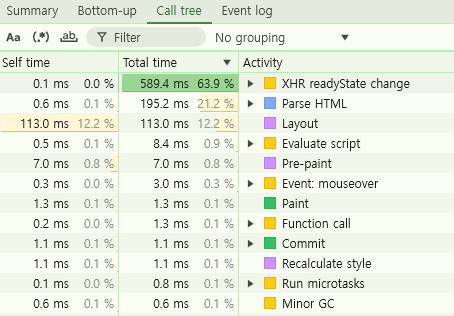 Summary Bottom-up Call tree Event log
Aa (.*) ab. Filter No grouping
Self time Total time Activity
0.1 ms 0.0 % 589.4 ms 63.9 % XHR readyState change
0.6 ms 0.1 % 195.2 ms 21.2 % Parse HTML
113.0 ms 12.2 % 113.0 ms 12.2 % Layout
0.5 ms 0.1 % 8.4 ms 0.9 % Evaluate script
7.0 ms 0.8 % 7.0 ms 0.8 % Pre-paint
0.3 ms 0.0 % 3.0 ms 0.3 % Event: mouseover
1.3 ms 0.1 % 1.3 ms 0.1 % Paint
0.2 ms 0.0 % 1.3 ms 0.1 % Function call
1.1 ms 0.1 % 1.1 ms 0.1 % Commit
1.1 ms 0.1 % 1.1 ms 0.1 % Recalculate style
0.1 ms 0.0 % 0.8 ms 0.1 % Run microtasks
0.6 ms 0.1 % 0.6 ms 0.1 % Minor GC